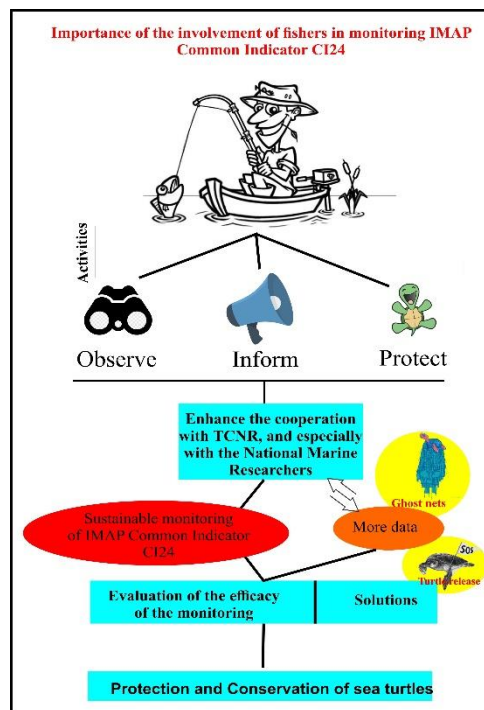 Importance of the involvement of fishers in monitoring IMAP
Common Indicator CI24
Activities
Observe
Inform
Protect
Enhance the cooperation
with TCNR, and especially
with the National Marine
Researchers
Ghost nets
Sustainable monitoring
of IMAP Common Indicator
CI24
More data
SOS
Turtle release
Evaluation of the efficacy
of the monitoring
Solutions
Protection and Conservation of sea turtles